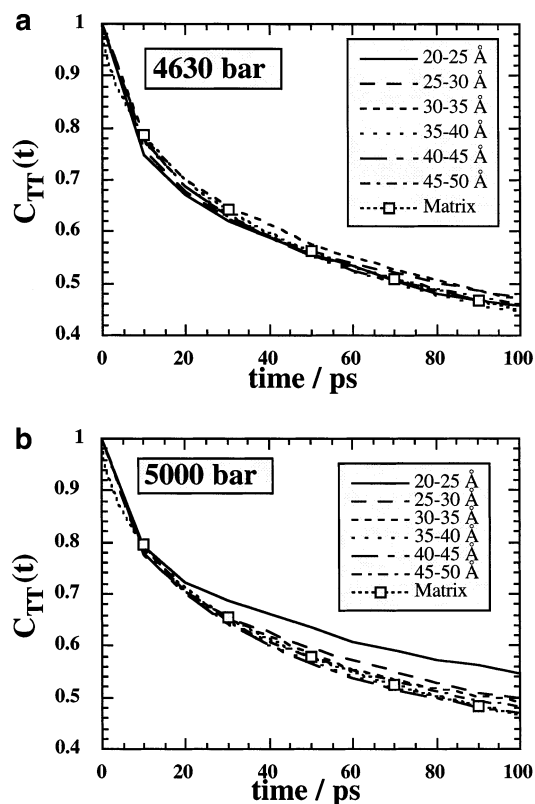 a
4630 bar
20-25 Å
25-30 Å
30-35 Å
35-40 Å
40-45 Å
45-50 Å
Matrix
C_TT(t)
1
0.9
0.8
0.7
0.6
0.5
0.4
0 20 40 60 80 100
time / ps
b
5000 bar
20-25 Å
25-30 Å
30-35 Å
35-40 Å
40-45 Å
45-50 Å
Matrix
C_TT(t)
1
0.9
0.8
0.7
0.6
0.5
0.4
0 20 40 60 80 100
time / ps